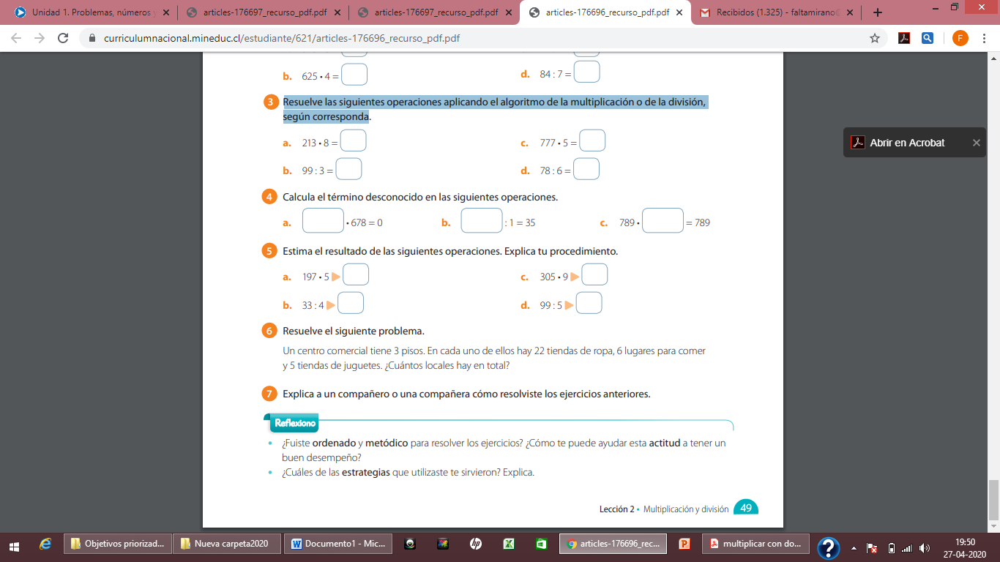 Unidad 1. Problemas, números
articles-176697_recurso_pdf.pdf
articles-176697_recurso_pdf.pdf
articles-176696_recurso_pdf.pdf
Recibidos (1.325) - faltamirano
curriculumnacional.mineduc.cl/estudiante/621/articles-176696_recurso_pdf.pdf
F
Abrir en Acrobat
b. 625 • 4 =
d. 84 : 7 =
3 Resuelve las siguientes operaciones aplicando el algoritmo de la multiplicación o de la división,
según corresponda.
a. 213 • 8 =
c. 777 • 5 =
b. 99 : 3 =
d. 78 : 6 =
4 Calcula el término desconocido en las siguientes operaciones.
a. • 678 = 0
b. : 1 = 35
c. 789 • = 789
5 Estima el resultado de las siguientes operaciones. Explica tu procedimiento.
a. 197 • 5
c. 305 • 9
b. 33 : 4
d. 99 : 5
6 Resuelve el siguiente problema.
Un centro comercial tiene 3 pisos. En cada uno de ellos hay 22 tiendas de ropa, 6 lugares para comer
y 5 tiendas de juguetes. ¿Cuántos locales hay en total?
7 Explica a un compañero o una compañera cómo resolviste los ejercicios anteriores.
Reflexiono
• ¿Fuiste ordenado y metódico para resolver los ejercicios? ¿Cómo te puede ayudar esta actitud a tener un
buen desempeño?
• ¿Cuáles de las estrategias que utilizaste te sirvieron? Explica.
Lección 2 • Multiplicación y división 49
Objetivos priorizad...
Nueva carpeta2020
Documento1 - Mic...
articles-176696_rec...
multiplicar con do...
19:50
27-04-2020